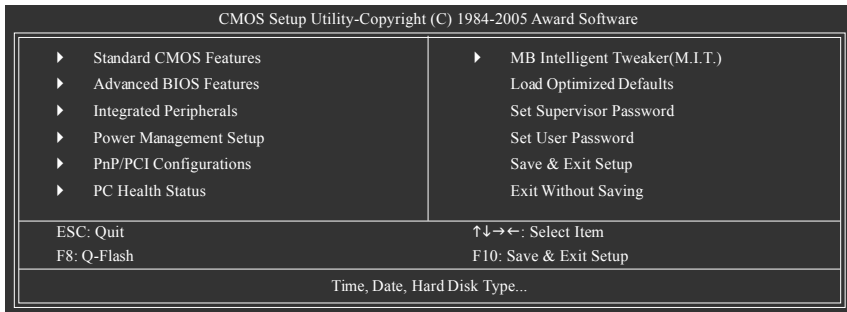 CMOS Setup Utility-Copyright (C) 1984-2005 Award Software
▶ Standard CMOS Features
▶ Advanced BIOS Features
▶ Integrated Peripherals
▶ Power Management Setup
▶ PnP/PCI Configurations
▶ PC Health Status
▶ MB Intelligent Tweaker(M.I.T.)
Load Optimized Defaults
Set Supervisor Password
Set User Password
Save & Exit Setup
Exit Without Saving
ESC: Quit
↑↓→←: Select Item
F8: Q-Flash
F10: Save & Exit Setup
Time, Date, Hard Disk Type...